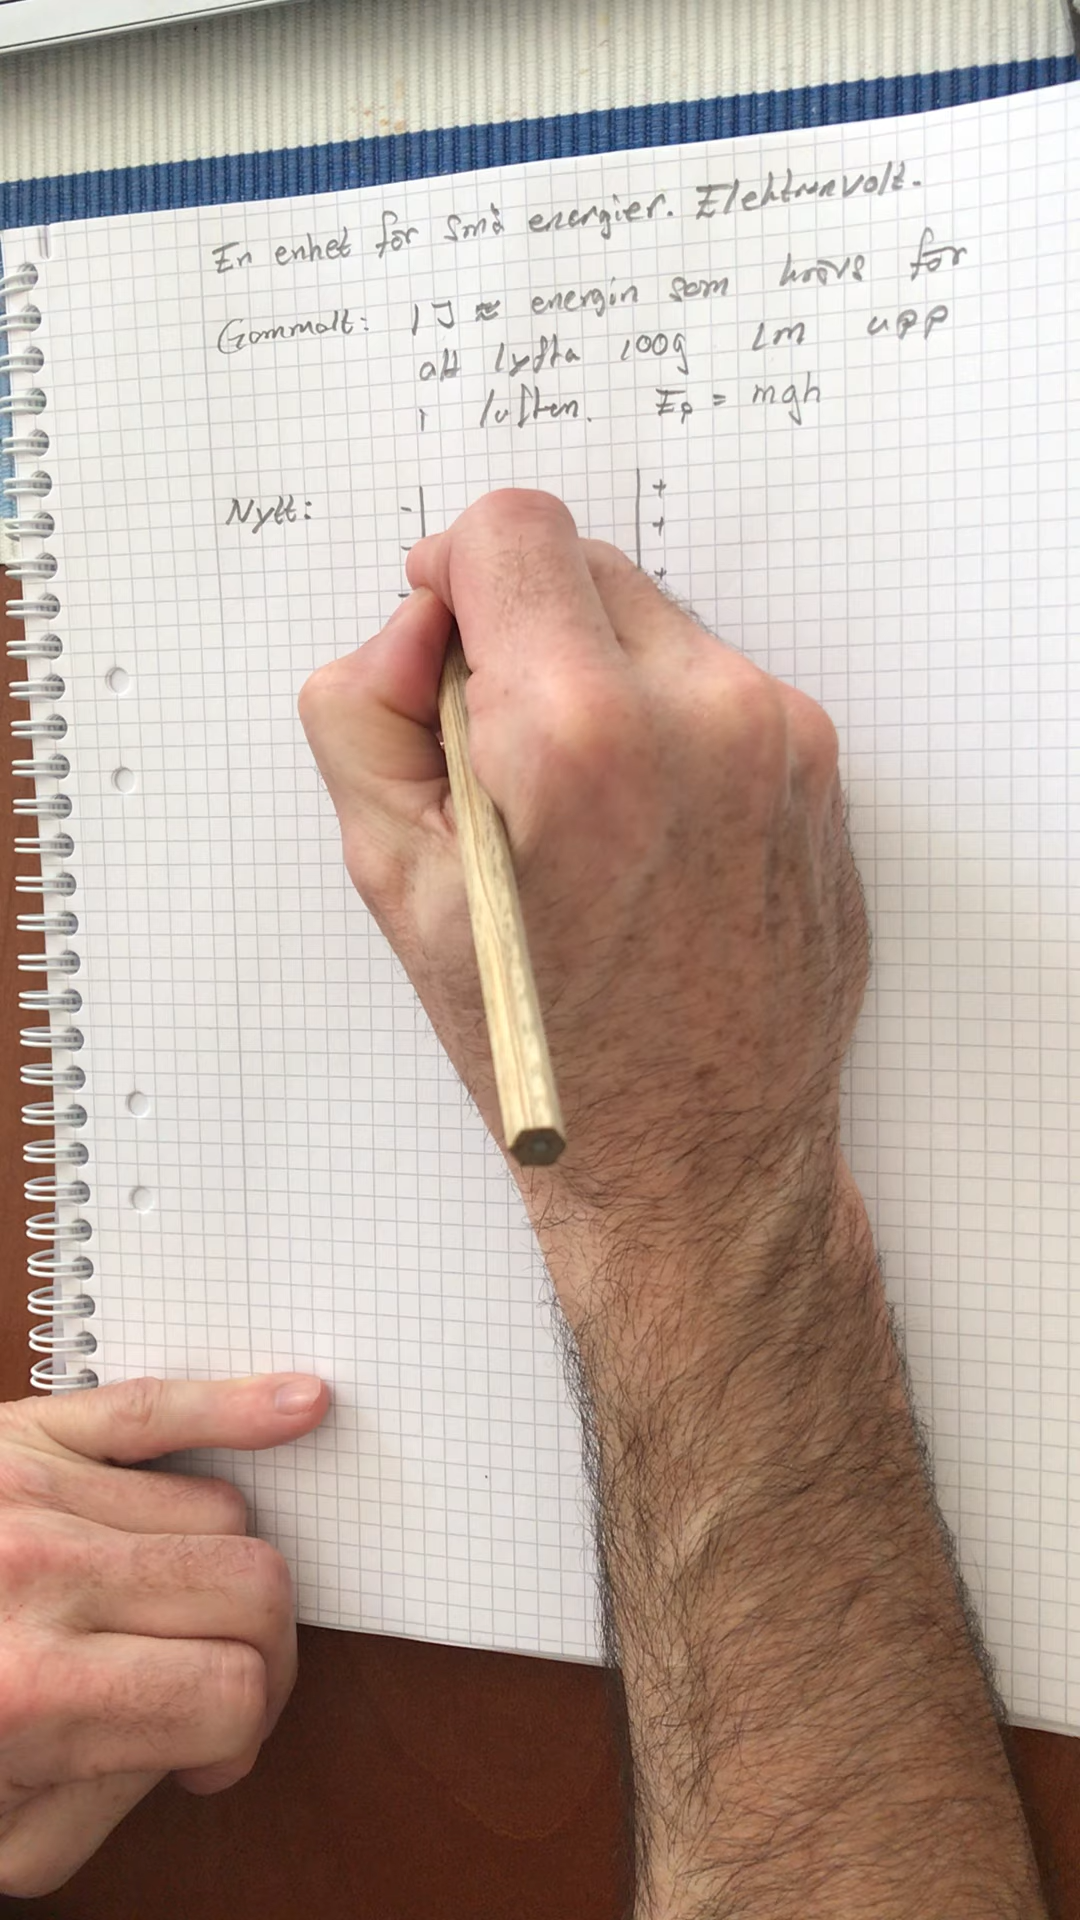 En enhet för små energier. Elektronvolt.
Gammalt: 1 J ≈ energin som krävs för
att lyfta 100g 1m upp
i luften. Ep = mgh
Nytt: - +
+
- +
-